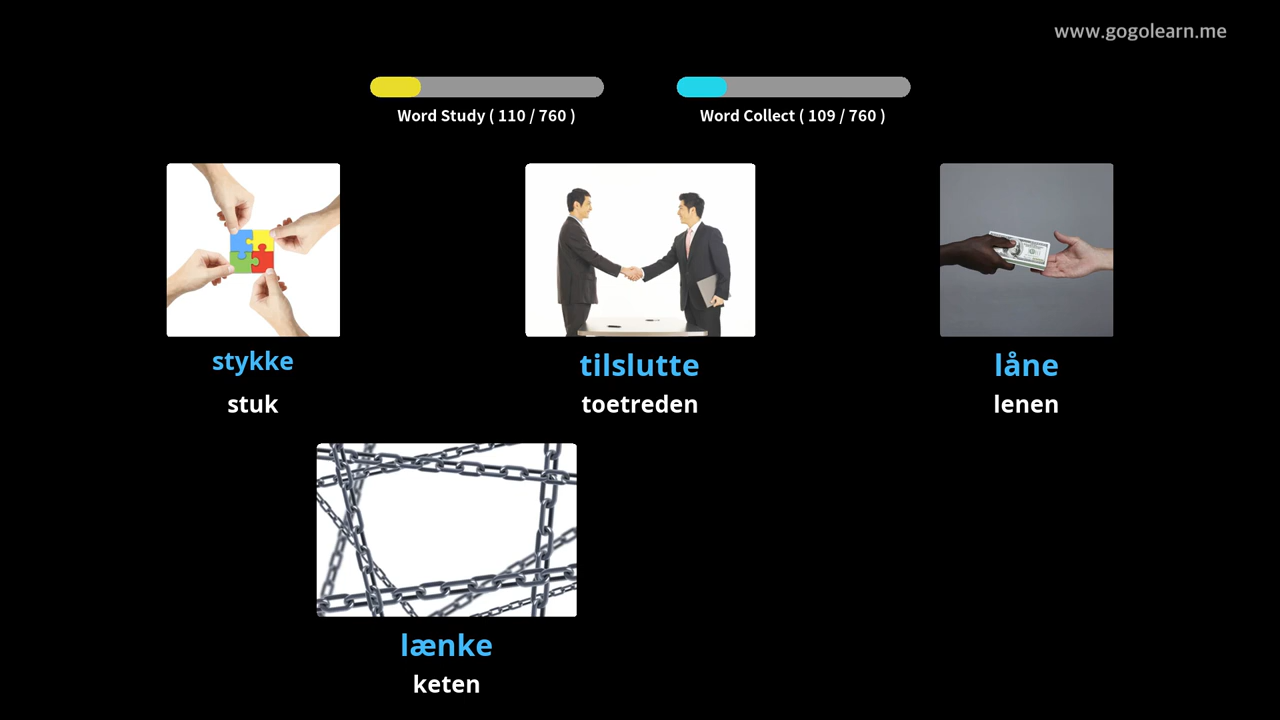 www.gogolearn.me
Word Study ( 110 / 760 )
Word Collect ( 109 / 760 )
stykke
stuk
tilslutte
toetreden
låne
lenen
lænke
keten